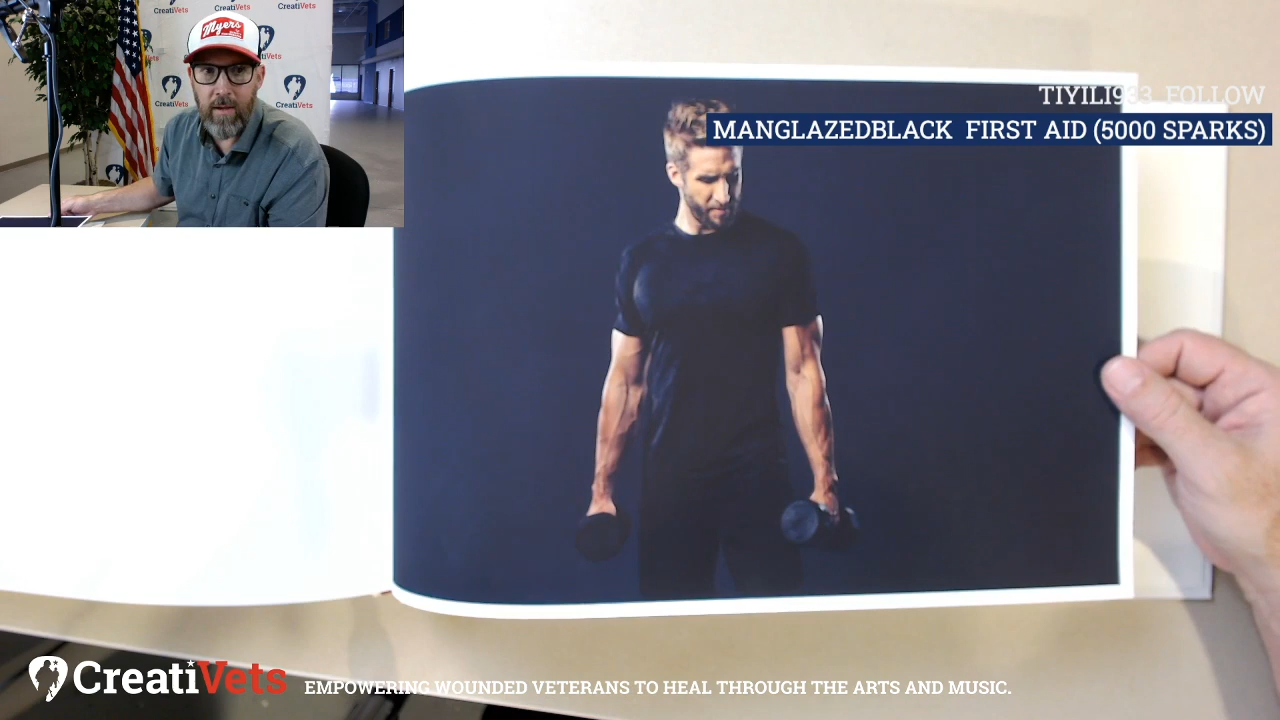 CreatiVets
CreatiVets
CreatiVets
Myers
CreatiVets
CreatiVets
CreatiVets
TIYILI933 FOLLOW
MANGLAZEDBLACK FIRST AID (5000 SPARKS)
CreatiVets
EMPOWERING WOUNDED VETERANS TO HEAL THROUGH THE ARTS AND MUSIC.